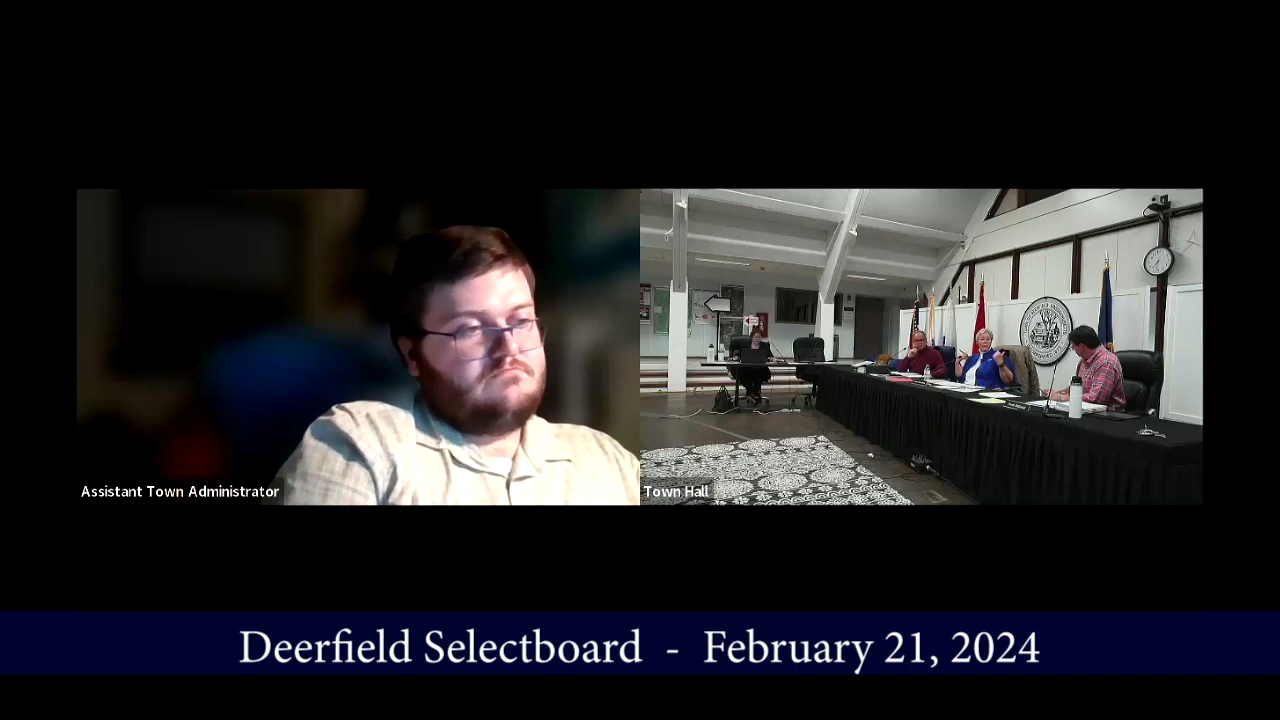 Assistant Town Administrator
Town Hall
Deerfield Selectboard - February 21, 2024